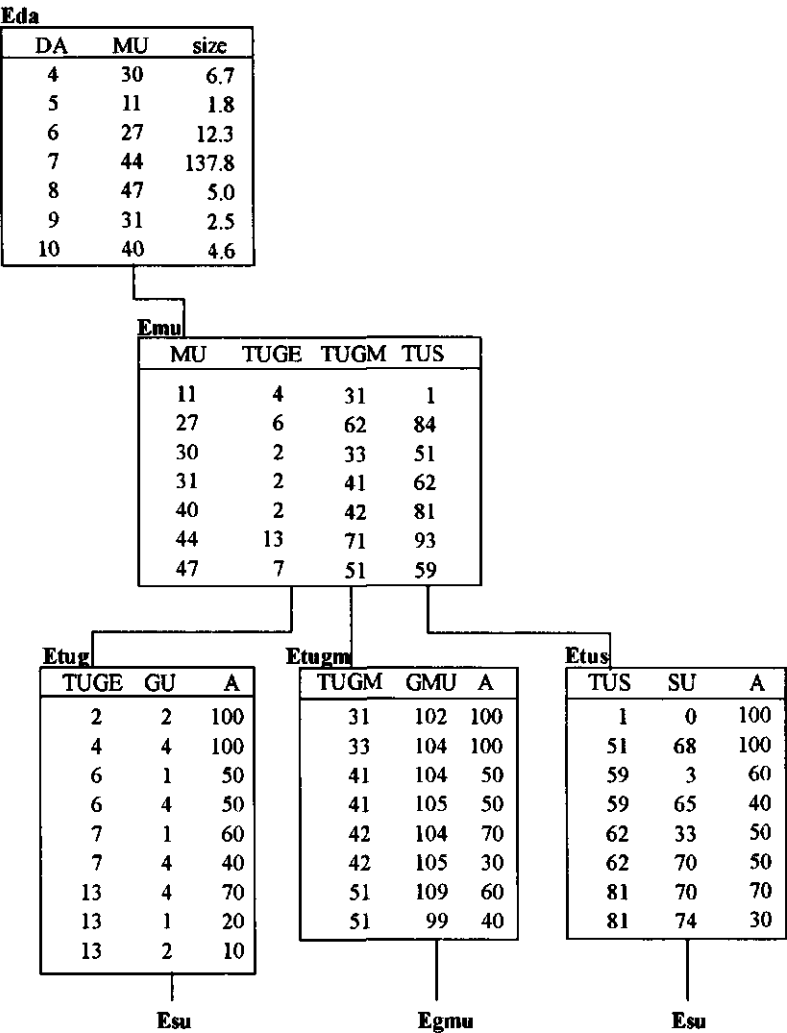 Eda
DA MU size
4 30 6.7
5 11 1.8
6 27 12.3
7 44 137.8
8 47 5.0
9 31 2.5
10 40 4.6
Emu
MU TUGE TUGM TUS
11 4 31 1
27 6 62 84
30 2 33 51
31 2 41 62
40 2 42 81
44 13 71 93
47 7 51 59
Etug
TUGE GU A
2 2 100
4 4 100
6 1 50
6 4 50
7 1 60
7 4 40
13 4 70
13 1 20
13 2 10
Esu
Etugm
TUGM GMU A
31 102 100
33 104 100
41 104 50
41 105 50
42 104 70
42 105 30
51 109 60
51 99 40
Egmu
Etus
TUS SU A
1 0 100
51 68 100
59 3 60
59 65 40
62 33 50
62 70 50
81 70 70
81 74 30
Esu